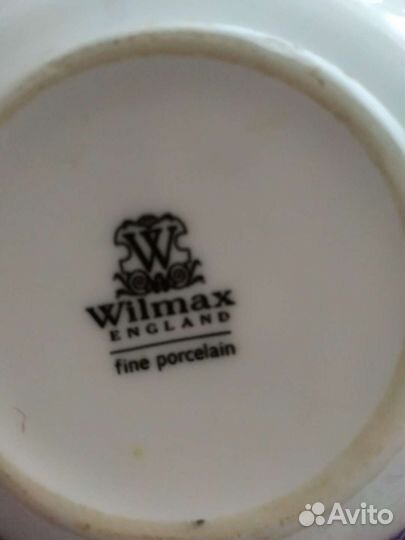 W
Wilmax
ENGLAND
fine porcelain
Avito